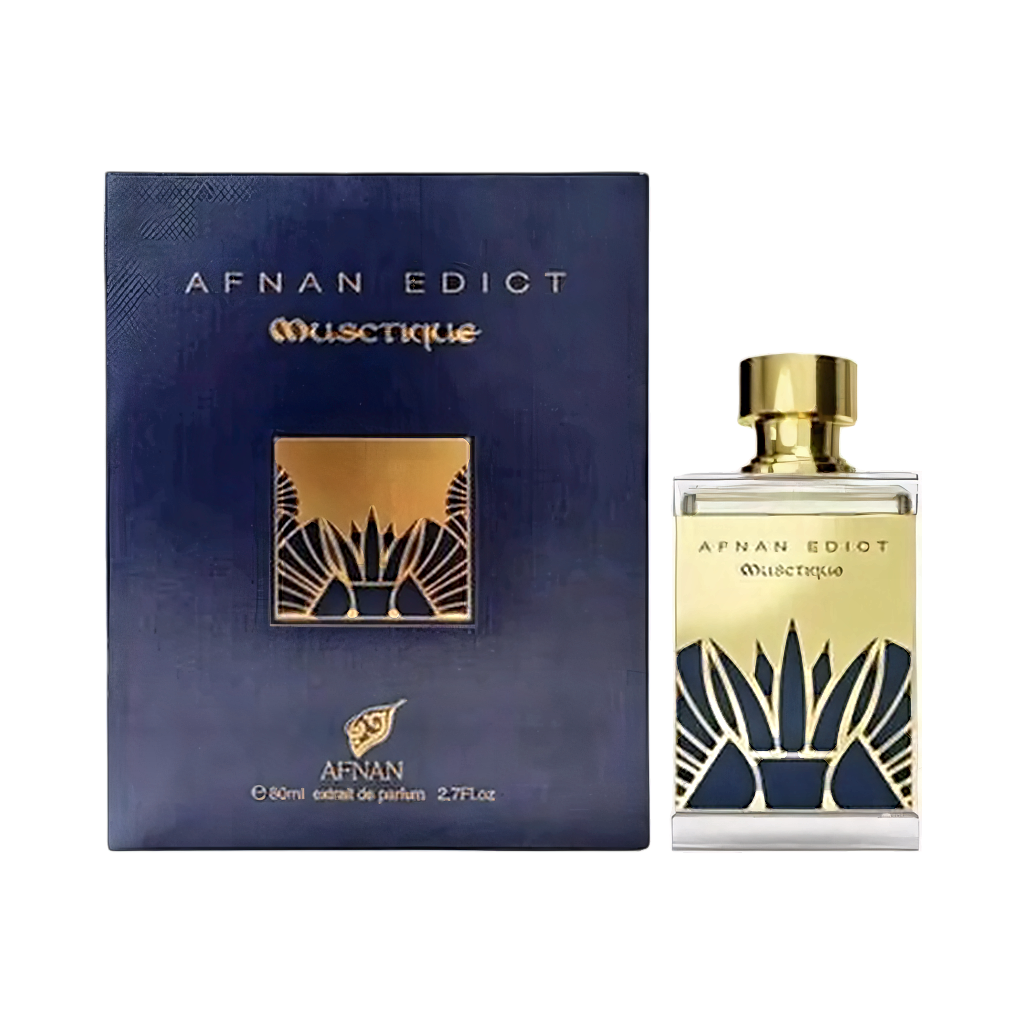 AFNAN EDICT
Musctique
AFNAN
℮ 80ml extrait de parfum 2.7Fl.oz
AFNAN EDICT
Musctique